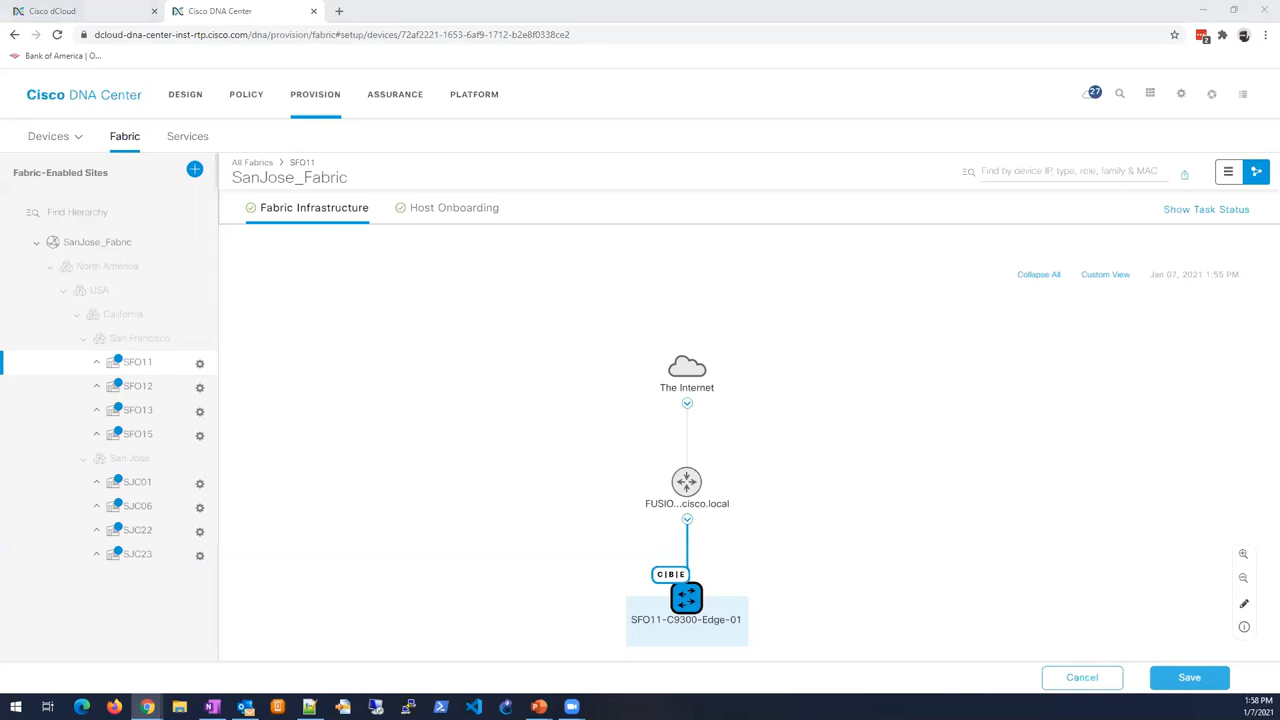 Cisco dCloud
Cisco DNA Center
dcloud-dna-center-inst-rtp.cisco.com/dna/provision/fabric#setup/devices/72af2221-1653-6af9-1712-b2e8f0338ce2
2
Bank of America | O...
Cisco DNA Center
DESIGN
POLICY
PROVISION
ASSURANCE
PLATFORM
27
Devices
Fabric
Services
Fabric-Enabled Sites
All Fabrics > SFO11
SanJose_Fabric
Find by device IP, type, role, family & MAC
Find Hierarchy
Fabric Infrastructure
Host Onboarding
Show Task Status
SanJose_Fabric
North America
USA
California
San Francisco
SFO11
SFO12
SFO13
SFO15
San Jose
SJC01
SJC06
SJC22
SJC23
Collapse All
Custom View
Jan 07, 2021 1:55 PM
The Internet
FUSIO...cisco.local
C|B|E
SFO11-C9300-Edge-01
Cancel
Save
1:58 PM
1/7/2021